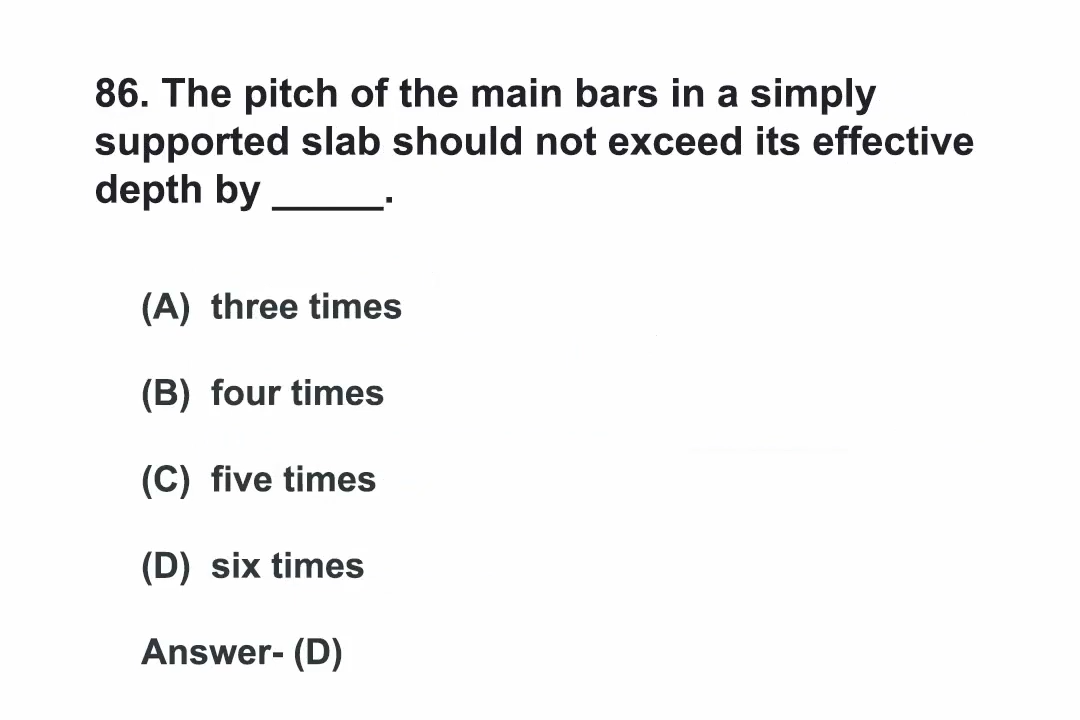 86. The pitch of the main bars in a simply
supported slab should not exceed its effective
depth by _____.
(A) three times
(B) four times
(C) five times
(D) six times
Answer- (D)